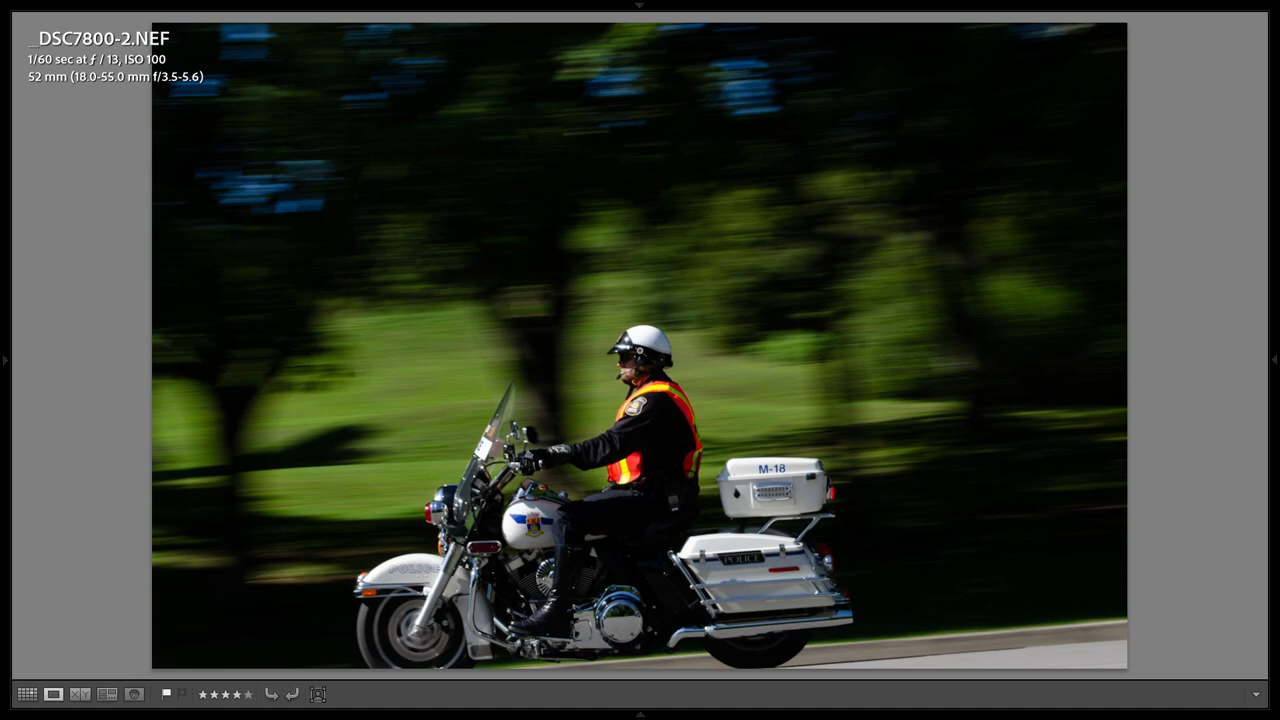 _DSC7800-2.NEF
1/60 sec at ƒ / 13, ISO 100
52 mm (18.0-55.0 mm f/3.5-5.6)
M-18
POLICE
POLICE
X Y